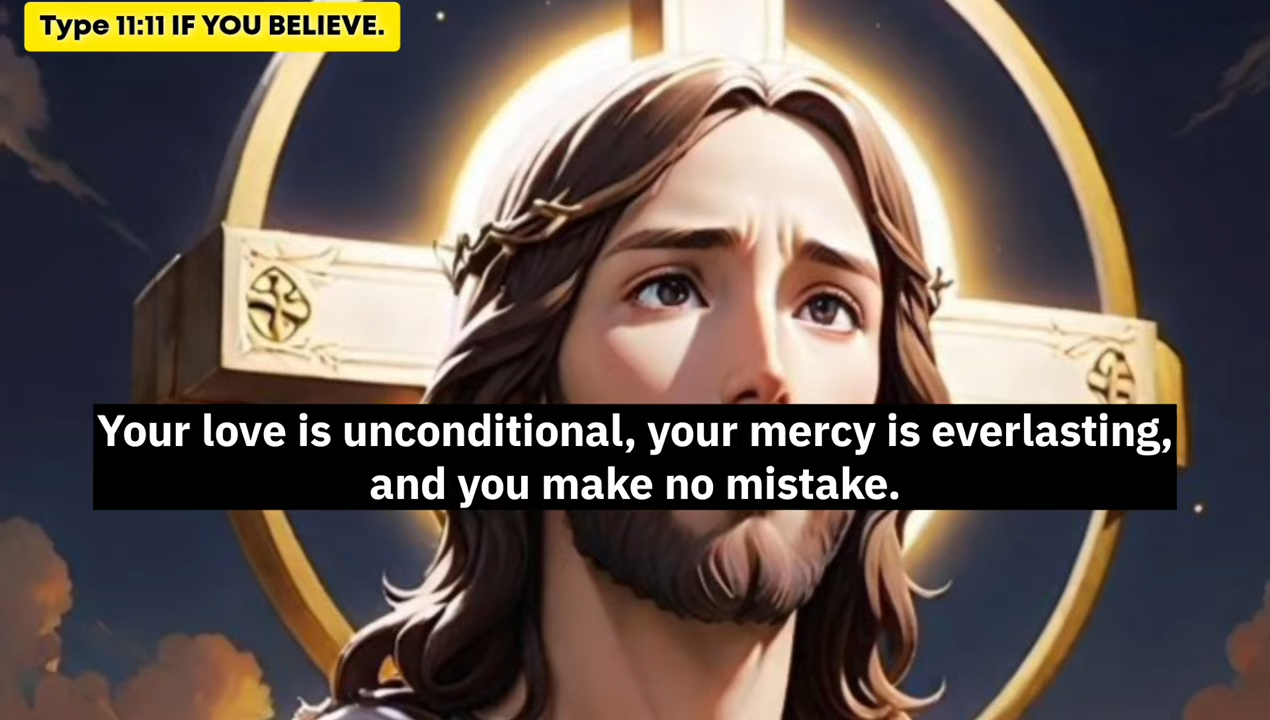 Type 11:11 IF YOU BELIEVE.
Your love is unconditional, your mercy is everlasting,
and you make no mistake.